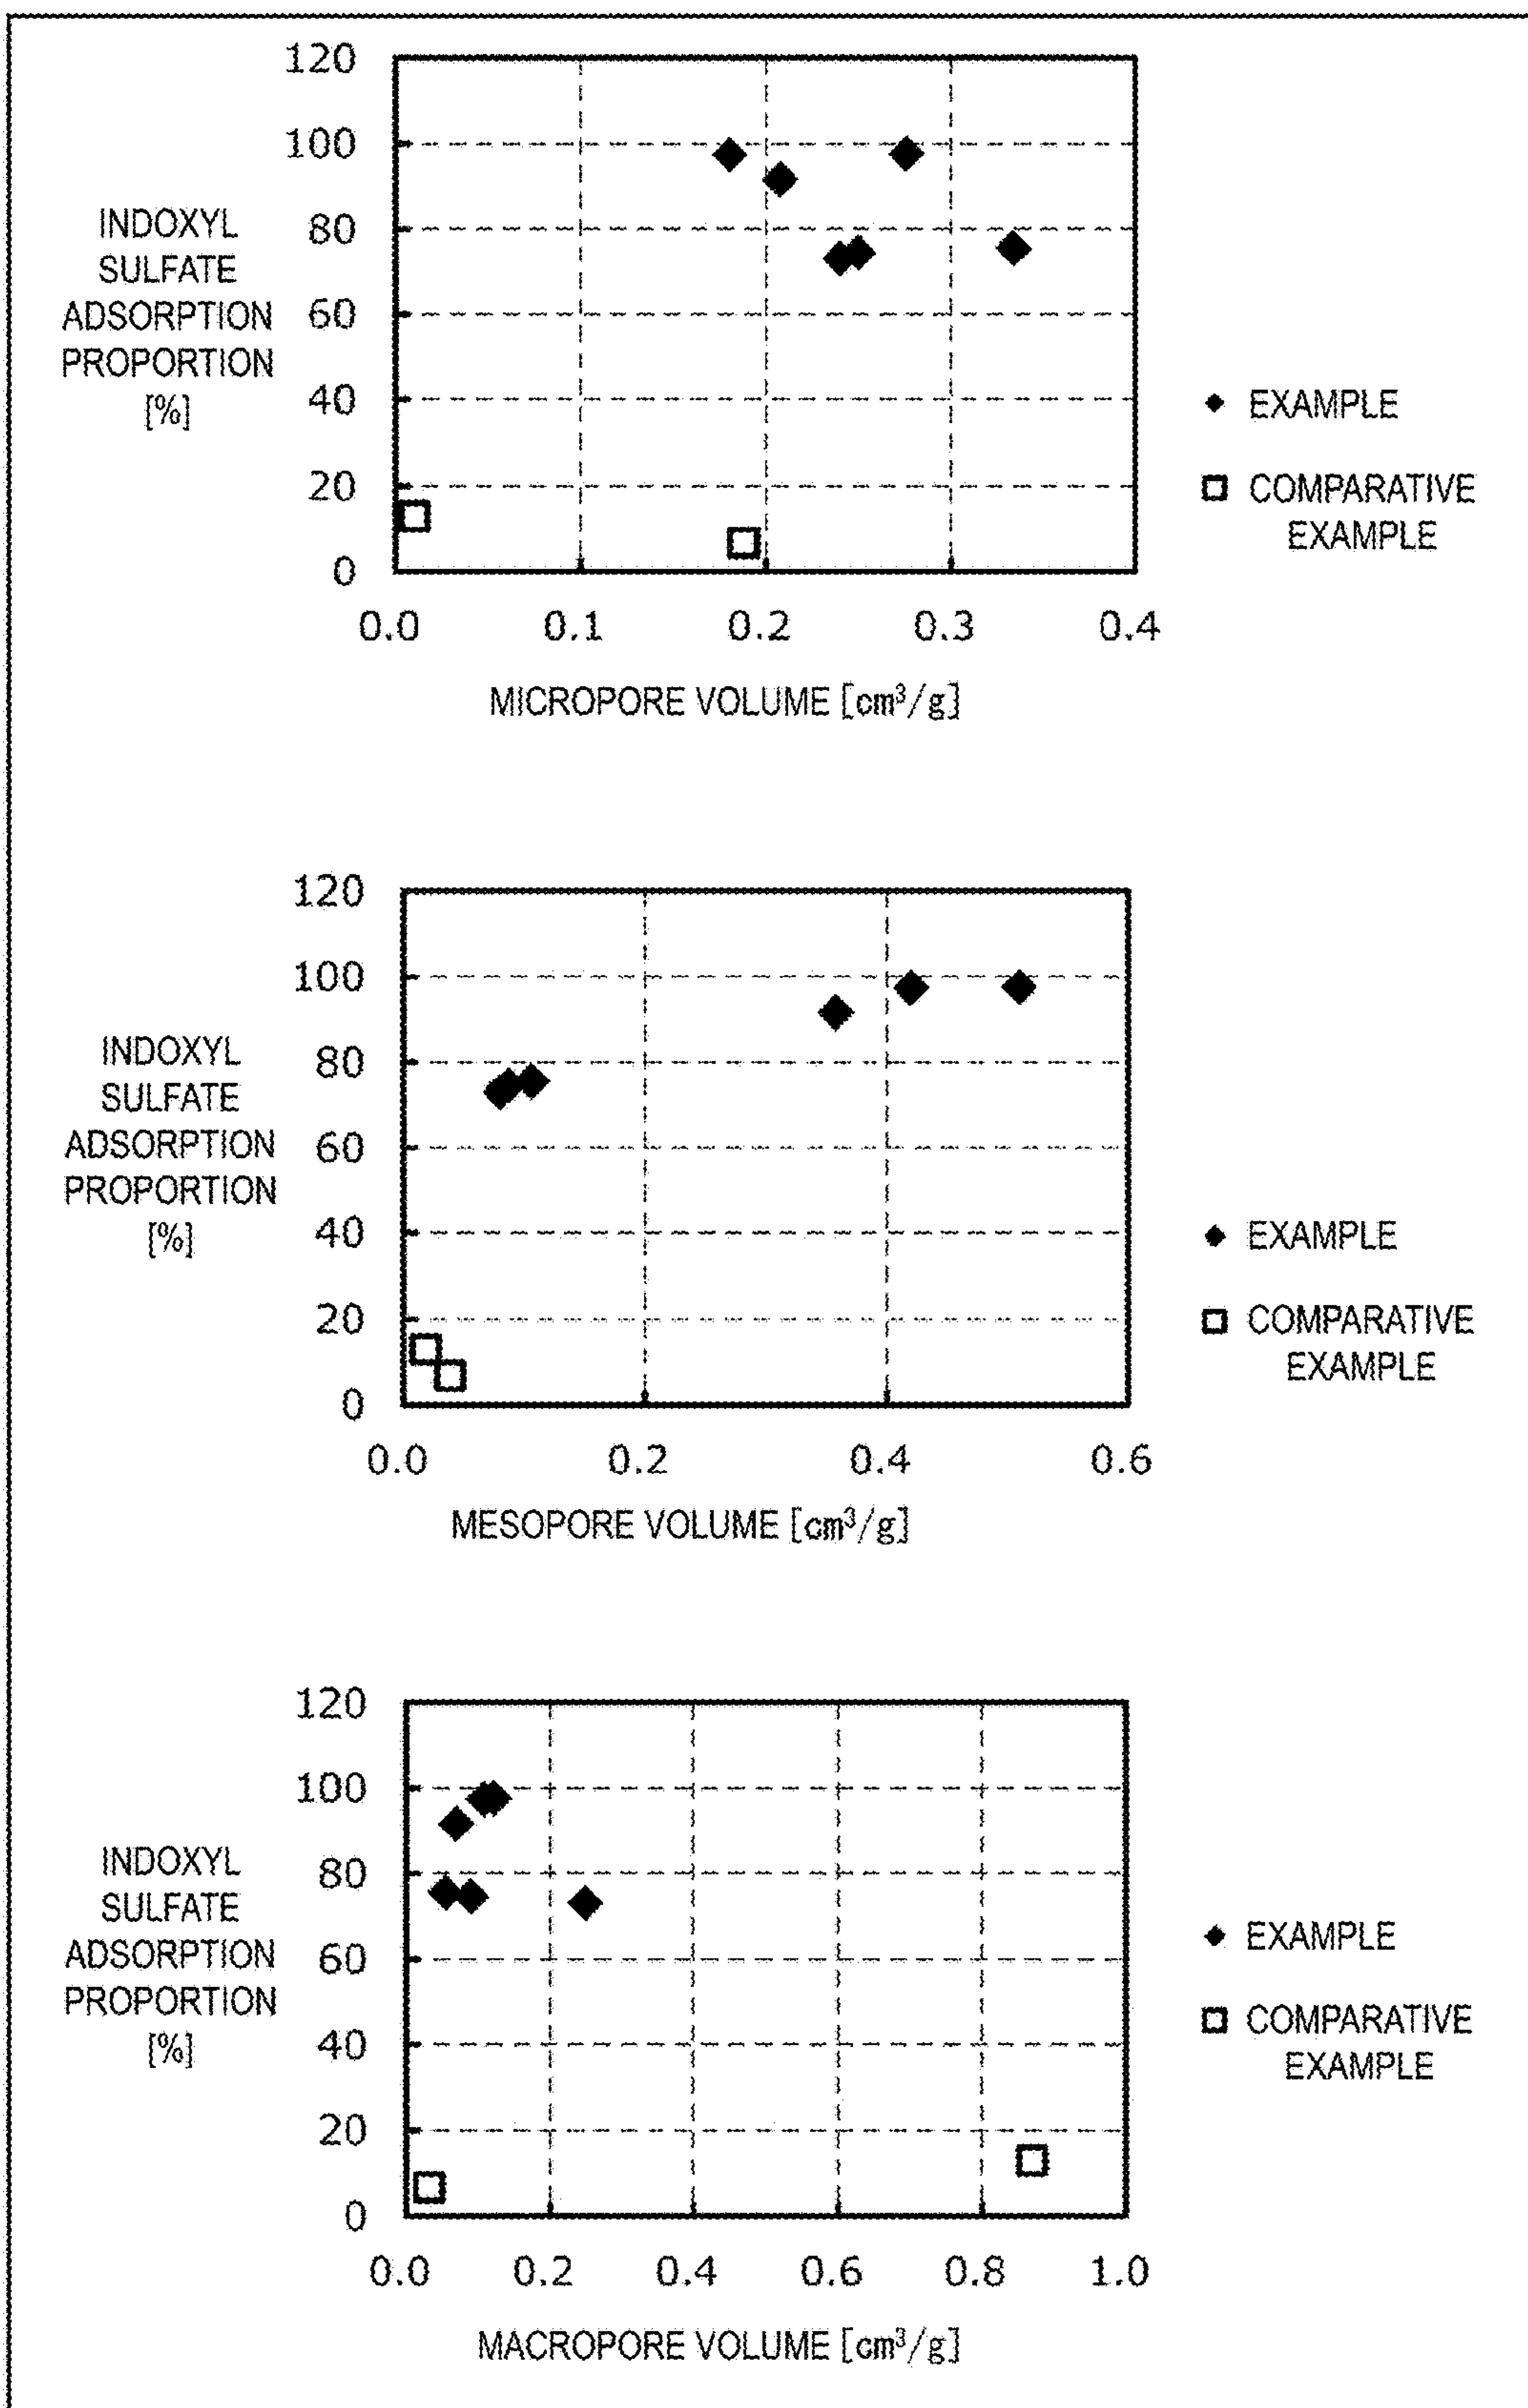 120
100
80
60
40
20
0
INDOXYL
SULFATE
ADSORPTION
PROPORTION
[%]
0.0 0.1 0.2 0.3 0.4
MICROPORE VOLUME [cm³/g]
EXAMPLE
COMPARATIVE
EXAMPLE
120
100
80
60
40
20
0
INDOXYL
SULFATE
ADSORPTION
PROPORTION
[%]
0.0 0.2 0.4 0.6
MESOPORE VOLUME [cm³/g]
EXAMPLE
COMPARATIVE
EXAMPLE
120
100
80
60
40
20
0
INDOXYL
SULFATE
ADSORPTION
PROPORTION
[%]
0.0 0.2 0.4 0.6 0.8 1.0
MACROPORE VOLUME [cm³/g]
EXAMPLE
COMPARATIVE
EXAMPLE